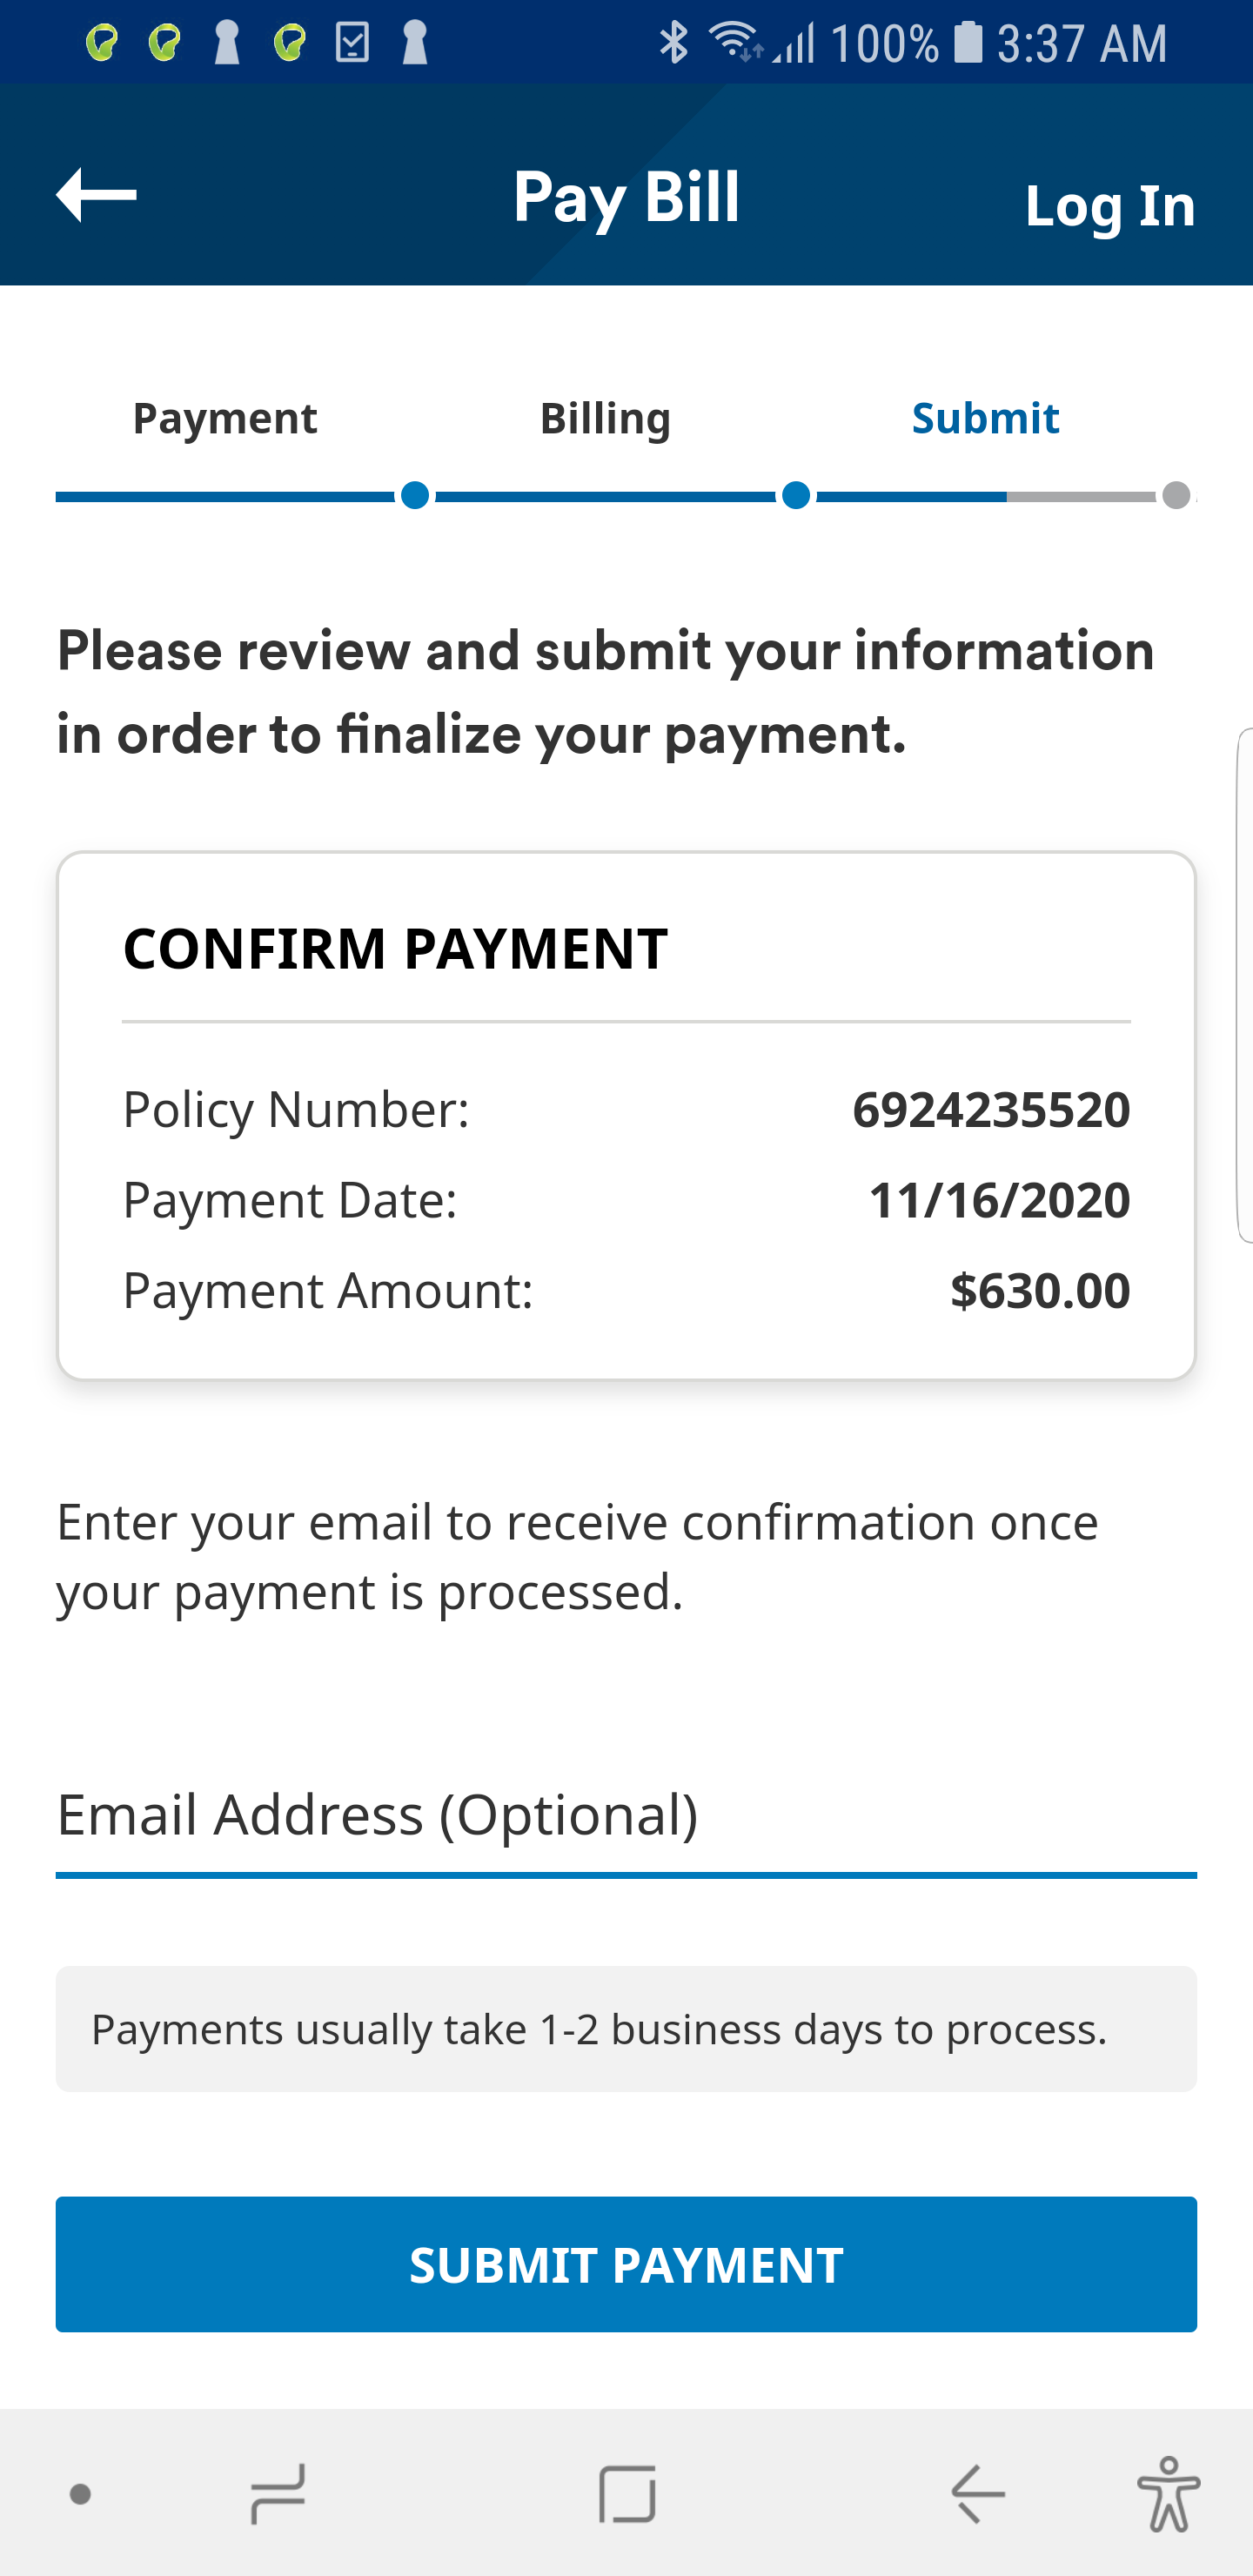 100% 3:37 AM
Pay Bill
Log In
Payment Billing Submit
Please review and submit your information
in order to finalize your payment.
CONFIRM PAYMENT
Policy Number: 6924235520
Payment Date: 11/16/2020
Payment Amount: $630.00
Enter your email to receive confirmation once
your payment is processed.
Email Address (Optional)
Payments usually take 1-2 business days to process.
SUBMIT PAYMENT